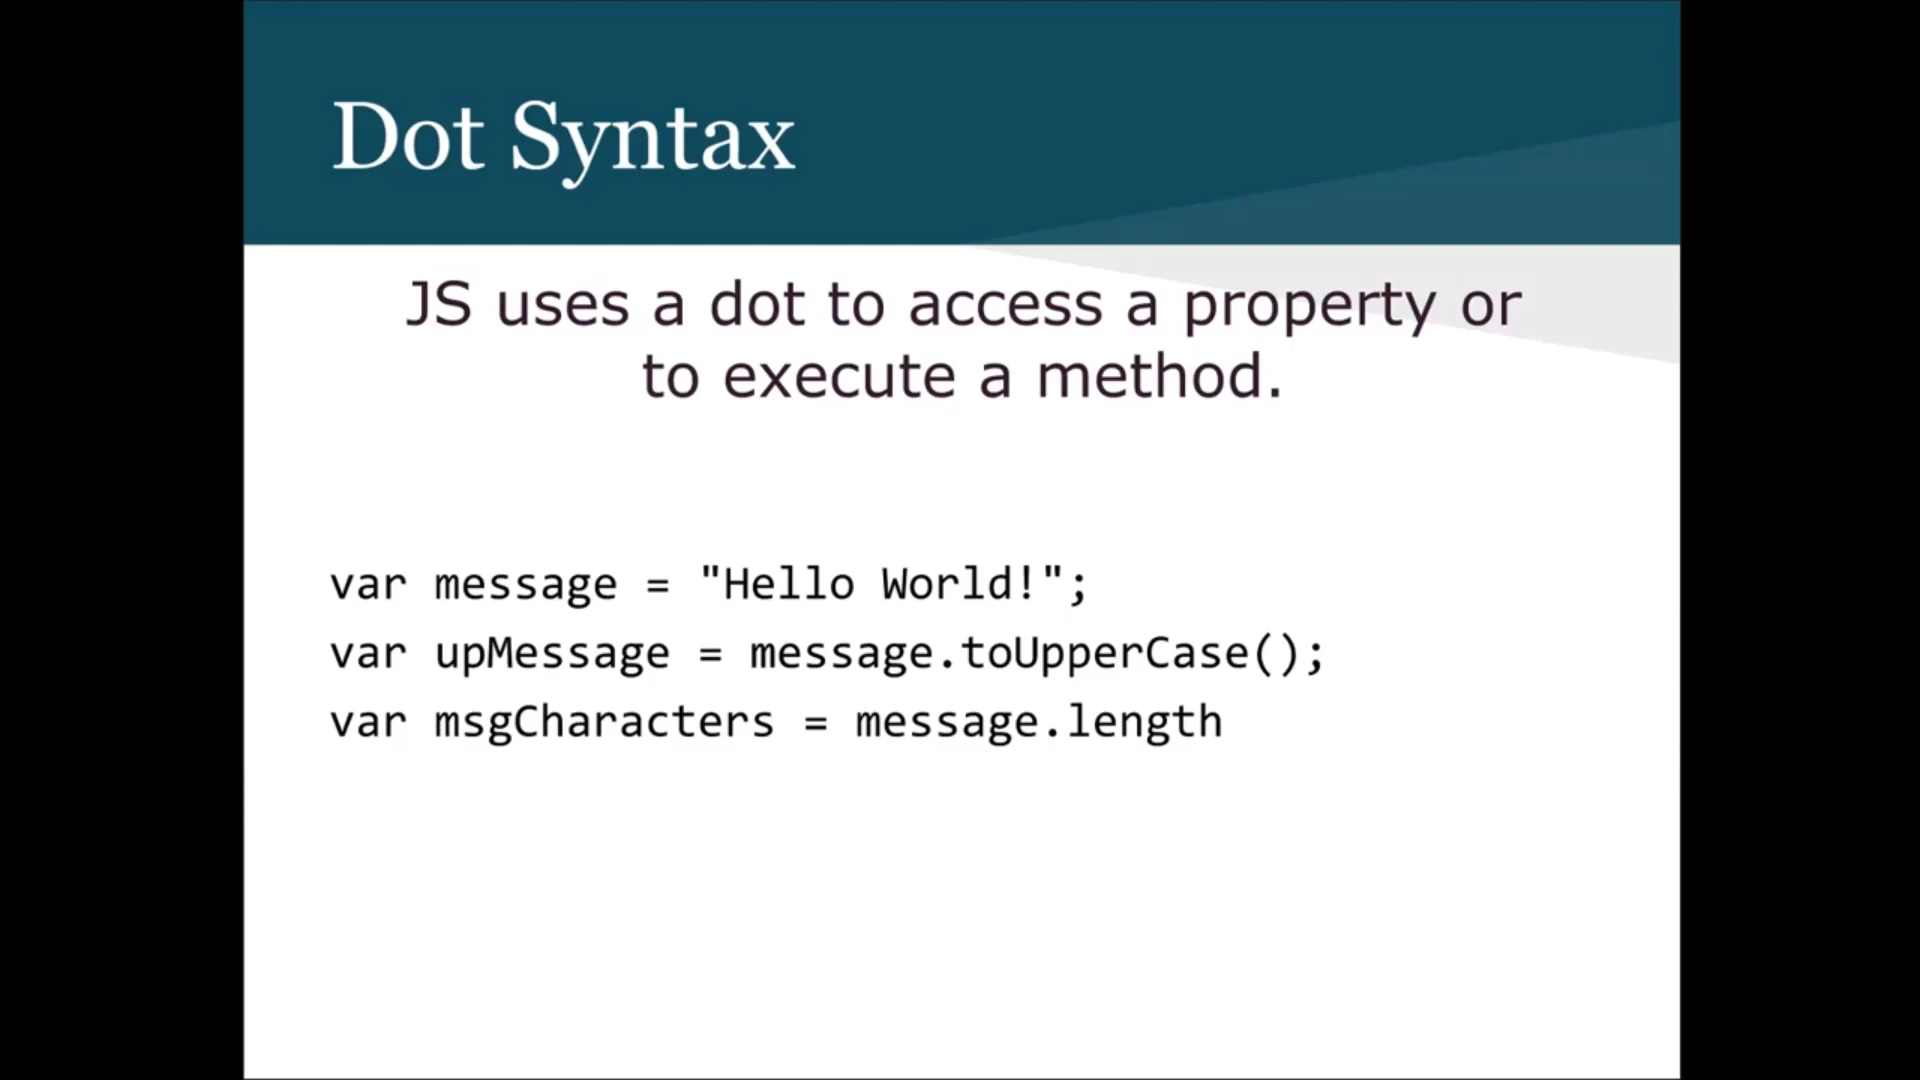 Dot Syntax
JS uses a dot to access a property or
to execute a method.
var message = "Hello World!";
var upMessage = message.toUpperCase();
var msgCharacters = message.length